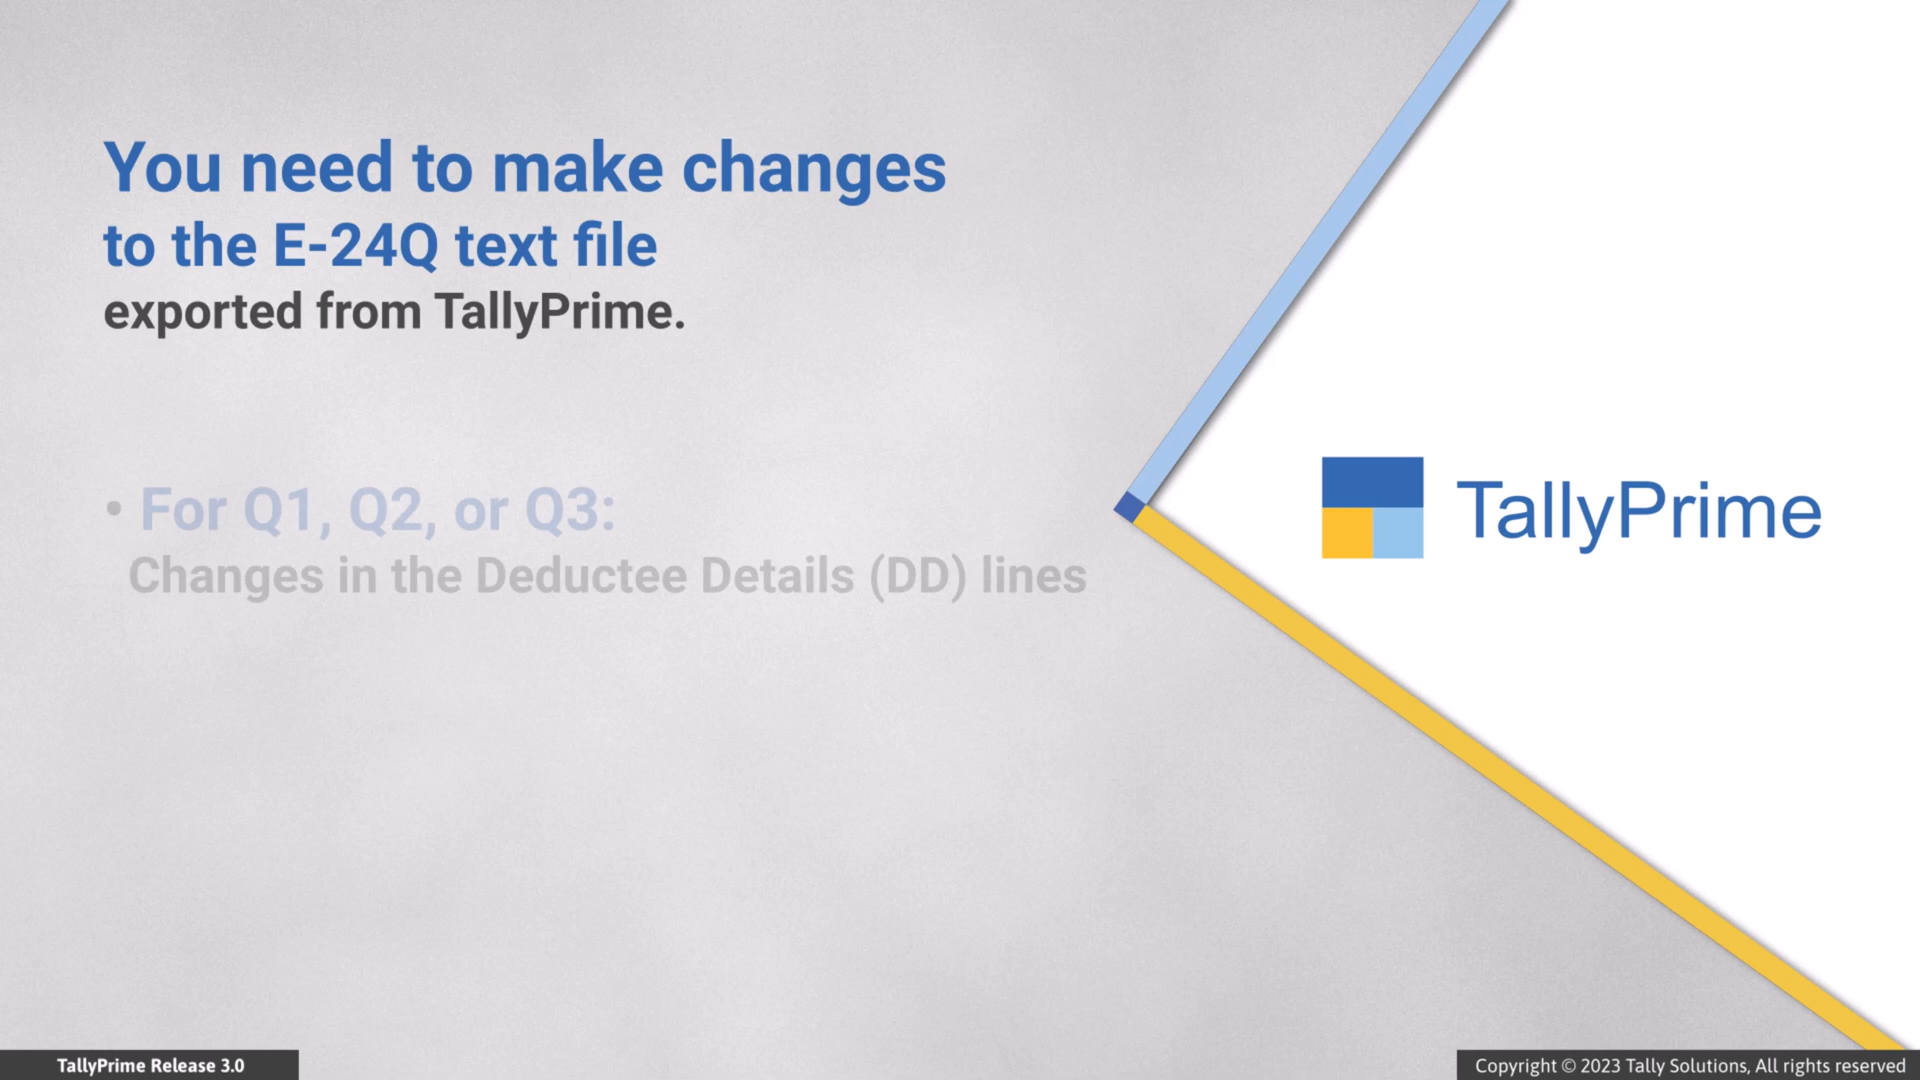 You need to make changes
to the E-24Q text file
exported from TallyPrime.
• For Q1, Q2, or Q3:
Changes in the Deductee Details (DD) lines
TallyPrime
TallyPrime Release 3.0
Copyright © 2023 Tally Solutions, All rights reserved